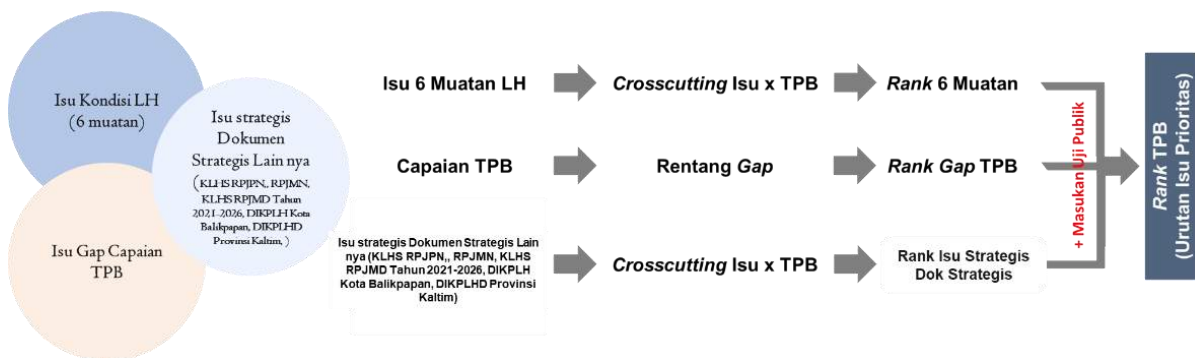 Isu Kondisi LH
(6 muatan)
Isu strategis
Dokumen
Strategis Lain nya
(KLHS RPJPN,, RPJMN,
KLHS RPJMD Tahun
2021-2026, DIKPLH Kota
Balikpapan, DIKPLHD
Provinsi Kaltim, )
Isu Gap Capaian
TPB
Isu 6 Muatan LH
Crosscutting Isu x TPB
Rank 6 Muatan
Capaian TPB
Rentang Gap
Rank Gap TPB
Isu strategis Dokumen Strategis Lain
nya (KLHS RPJPN,, RPJMN, KLHS
RPJMD Tahun 2021-2026, DIKPLH
Kota Balikpapan, DIKPLHD Provinsi
Kaltim)
Crosscutting Isu x TPB
Rank Isu Strategis
Dok Strategis
+ Masukan Uji Publik
Rank TPB
(Urutan Isu Prioritas)